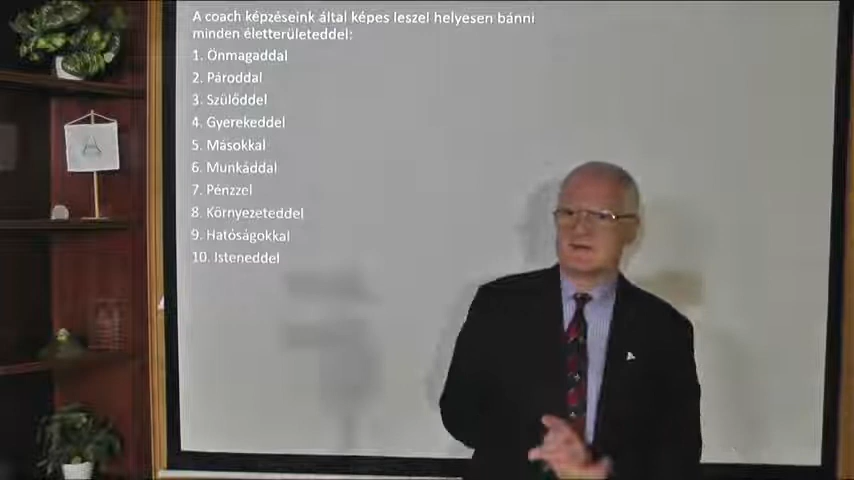 A coach képzéseink által képes leszel helyesen bánni
minden életterületeddel:
1. Önmagaddal
2. Pároddal
3. Szülőddel
4. Gyerekeddel
5. Másokkal
6. Munkáddal
7. Pénzzel
8. Környezeteddel
9. Hatóságokkal
10. Isteneddel